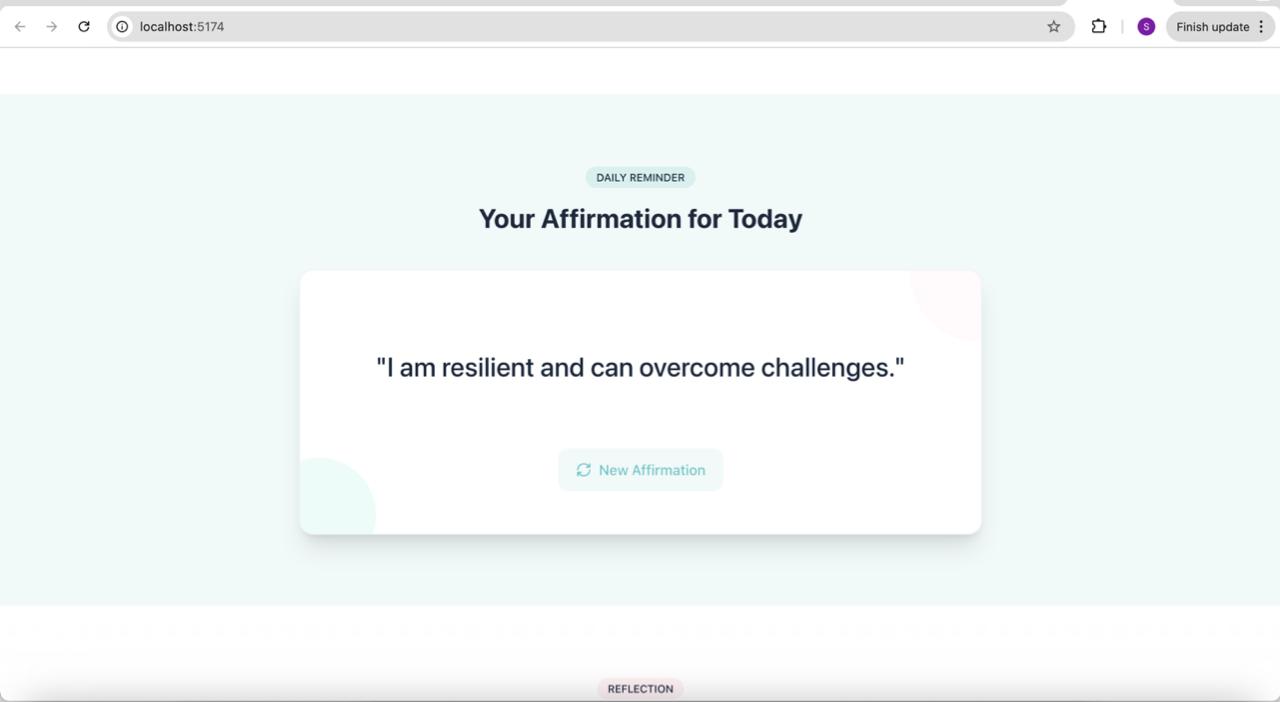 localhost:5174
S
Finish update
DAILY REMINDER
Your Affirmation for Today
"I am resilient and can overcome challenges."
New Affirmation
REFLECTION